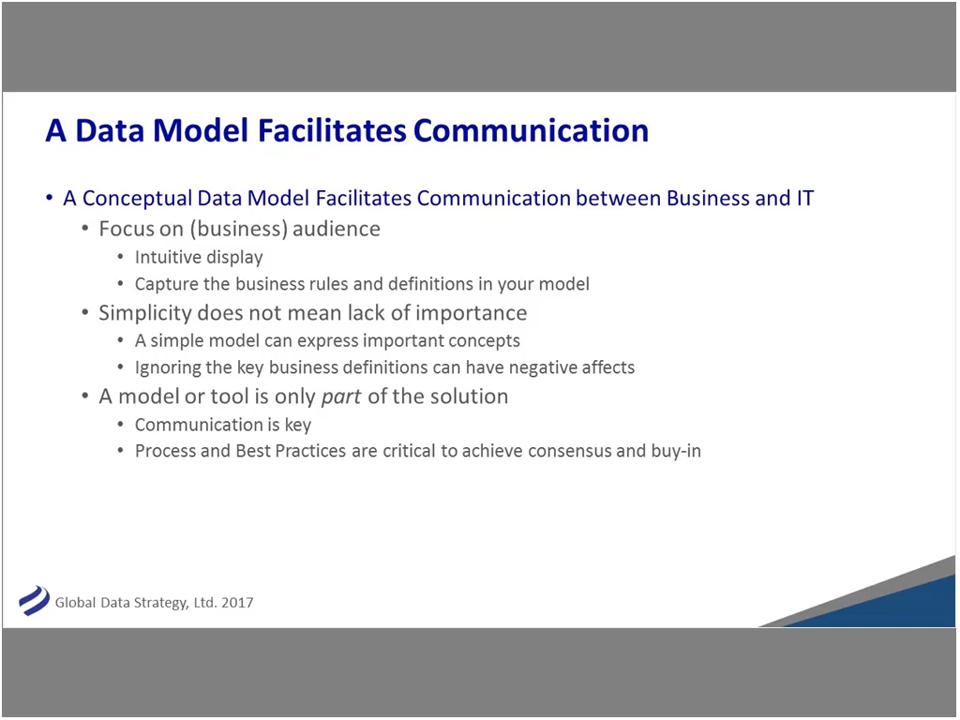 A Data Model Facilitates Communication
• A Conceptual Data Model Facilitates Communication between Business and IT
• Focus on (business) audience
• Intuitive display
• Capture the business rules and definitions in your model
• Simplicity does not mean lack of importance
• A simple model can express important concepts
• Ignoring the key business definitions can have negative affects
• A model or tool is only part of the solution
• Communication is key
• Process and Best Practices are critical to achieve consensus and buy-in
Global Data Strategy, Ltd. 2017